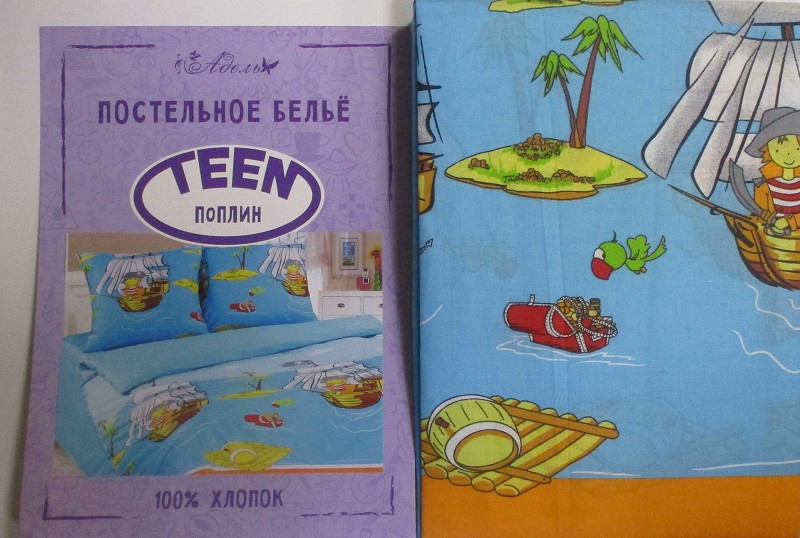 Адель
ПОСТЕЛЬНОЕ БЕЛЬЁ
TEEN
ПОПЛИН
100% ХЛОПОК